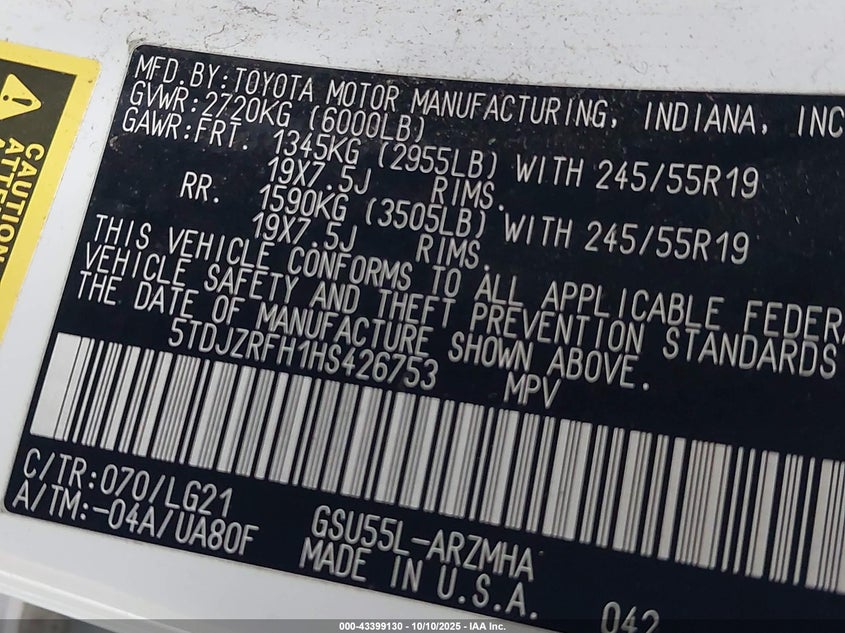 CAUTION
MFD.BY:TOYOTA MOTOR MANUFACTURING, INDIANA, INC
GVWR:2720KG (6000LB)
GAWR:FRT. 1345KG (2955LB) WITH 245/55R19
19X7.5J RIMS.
RR. 1590KG (3505LB) WITH 245/55R19
19X7.5J RIMS.
THIS VEHICLE CONFORMS TO ALL APPLICABLE
VEHICLE SAFETY AND THEFT PREVENTION STANDARDS
THE DATE OF MANUFACTURE SHOWN ABOVE.
5TDJZRFH1HS426753 MPV
C/TR:070/LG21
A/TM:-04A/UA80F
GSU55L-ARZMHA
MADE IN U.S.A.
042
000-43399130 - 10/10/2025 - IAA Inc.